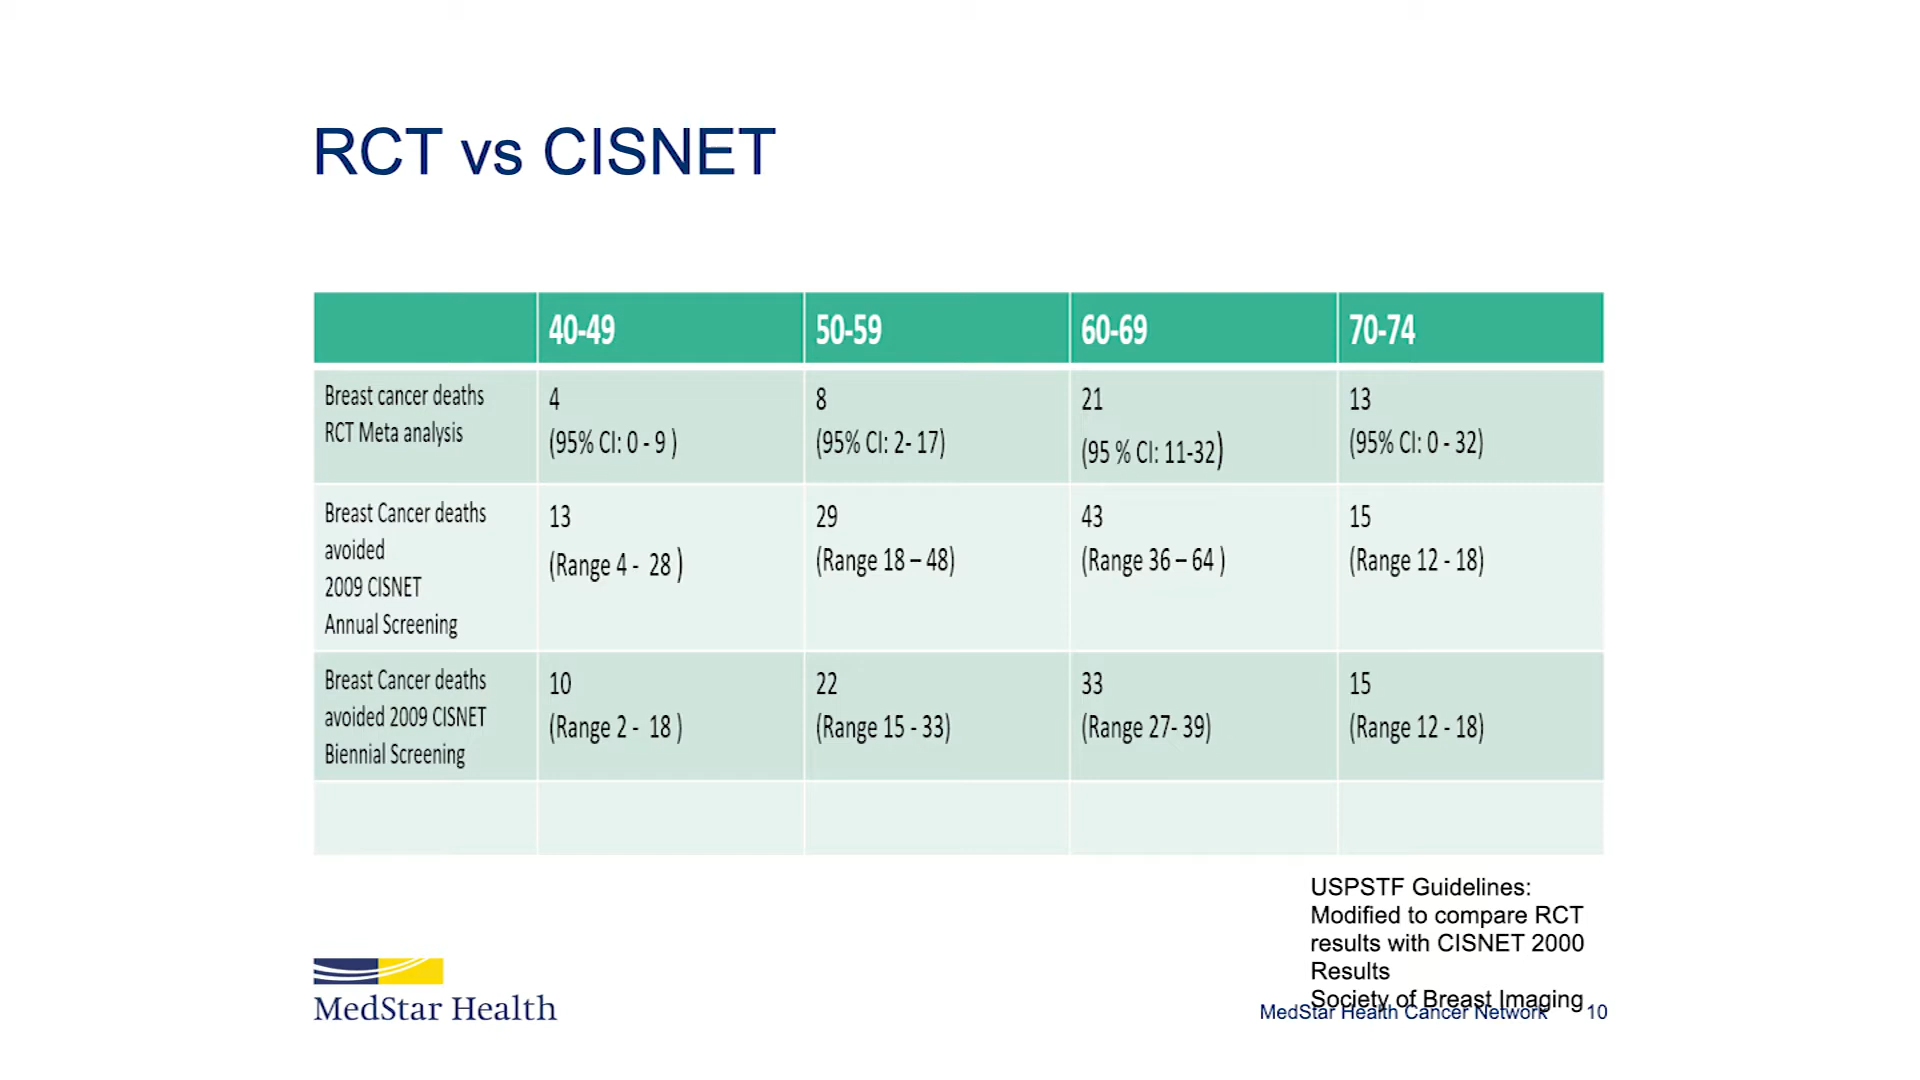 RCT vs CISNET
40-49 50-59 60-69 70-74
Breast cancer deaths
RCT Meta analysis
4
(95% CI: 0 - 9 )
8
(95% CI: 2- 17)
21
(95 % CI: 11-32)
13
(95% CI: 0 - 32)
Breast Cancer deaths
avoided
2009 CISNET
Annual Screening
13
(Range 4 -  28 )
29
(Range 18 – 48)
43
(Range 36 – 64 )
15
(Range 12 - 18)
Breast Cancer deaths
avoided 2009 CISNET
Biennial Screening
10
(Range 2 -  18 )
22
(Range 15 - 33)
33
(Range 27- 39)
15
(Range 12 - 18)
USPSTF Guidelines:
Modified to compare RCT
results with CISNET 2000
Results
Society of Breast Imaging
MedStar Health
MedStar Health Cancer Network 10